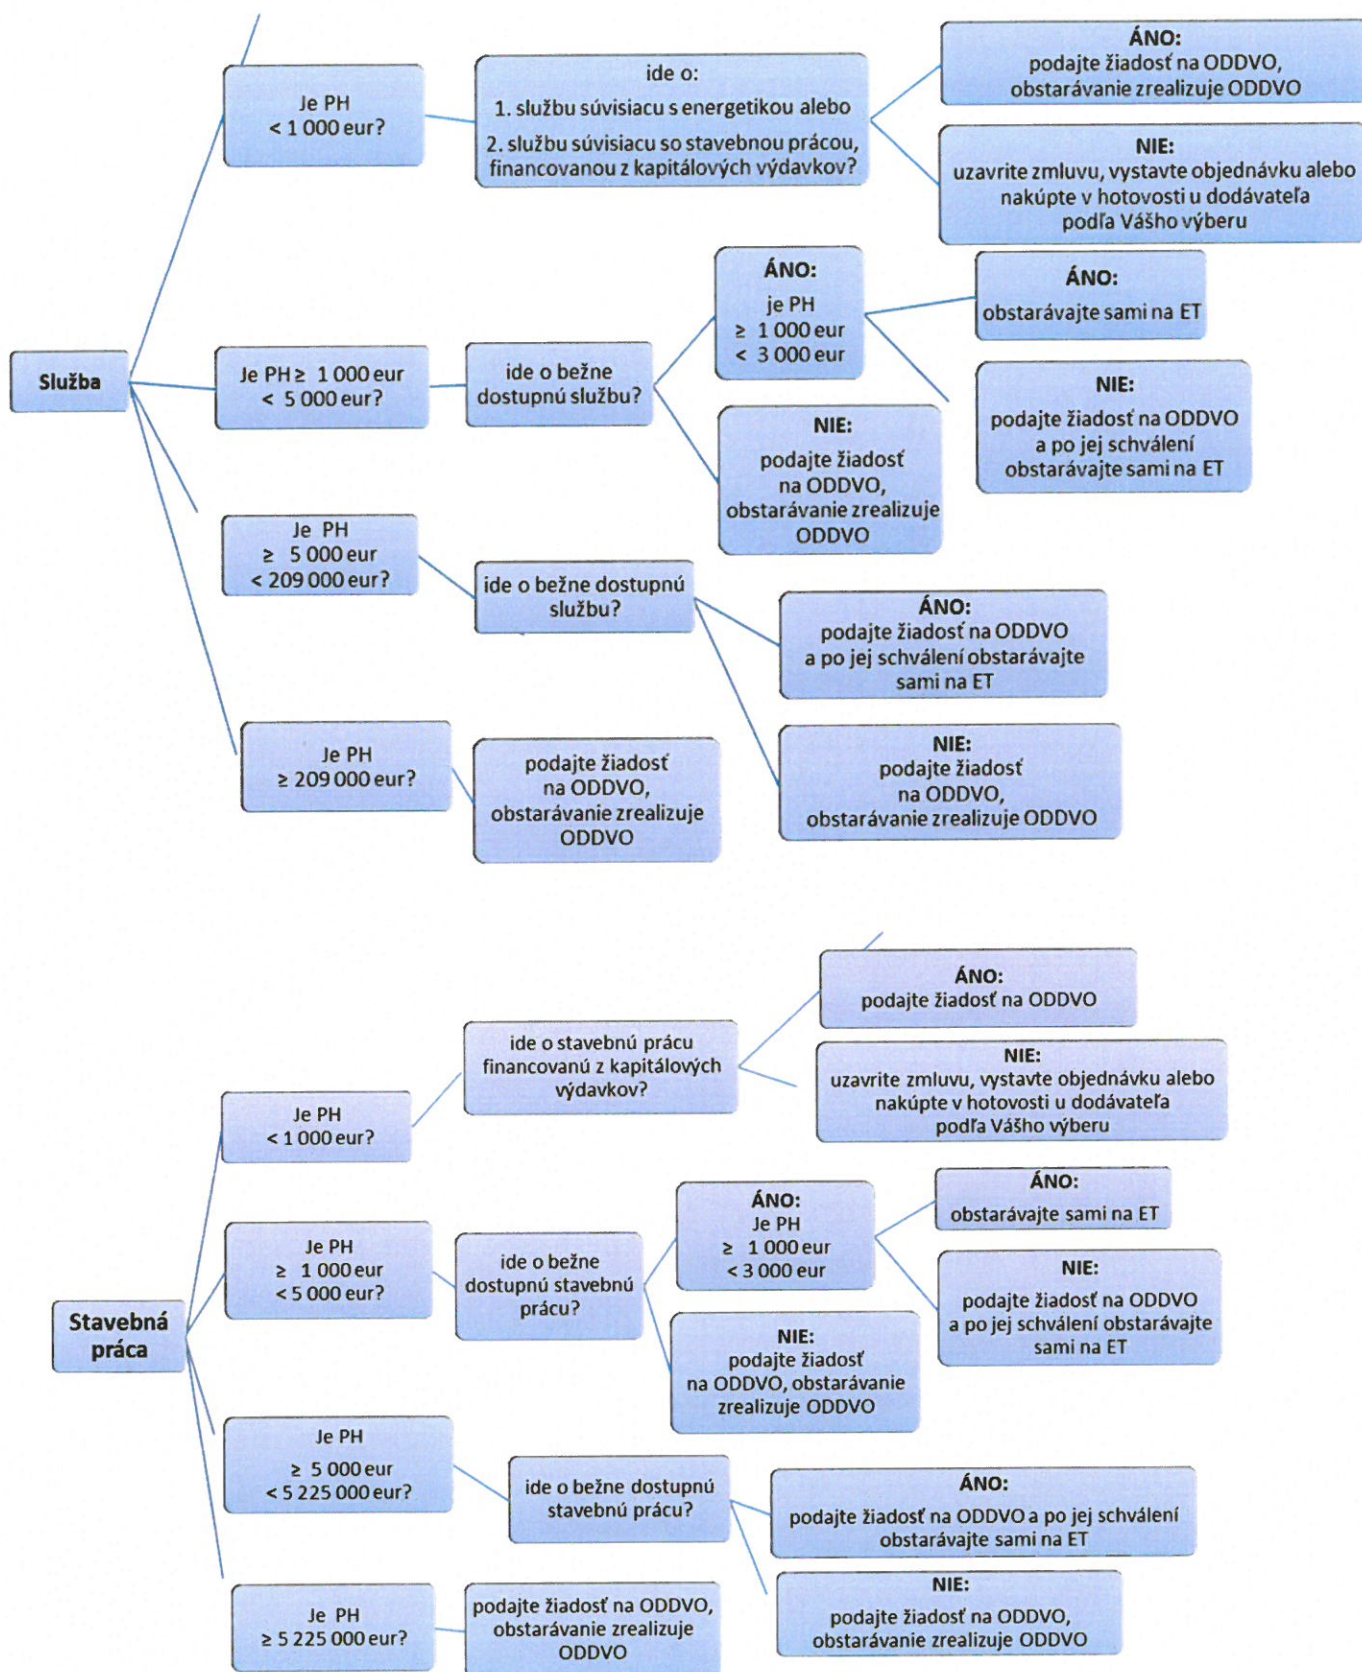 Služba
Je PH
< 1 000 eur?
ide o:
1. službu súvisiacu s energetikou alebo
2. službu súvisiacu so stavebnou prácou,
financovanou z kapitálových výdavkov?
ÁNO:
podajte žiadosť na ODDVO,
obstarávanie zrealizuje ODDVO
NIE:
uzavrite zmluvu, vystavte objednávku alebo
nakúpte v hotovosti u dodávateľa
podľa Vášho výberu
Je PH ≥ 1 000 eur
< 5 000 eur?
ide o bežne
dostupnú službu?
ÁNO:
je PH
≥ 1 000 eur
< 3 000 eur
ÁNO:
obstarávajte sami na ET
NIE:
podajte žiadosť na ODDVO
a po jej schválení
obstarávajte sami na ET
NIE:
podajte žiadosť
na ODDVO,
obstarávanie zrealizuje
ODDVO
Je PH
≥ 5 000 eur
< 209 000 eur?
ide o bežne dostupnú
službu?
ÁNO:
podajte žiadosť na ODDVO
a po jej schválení obstarávajte
sami na ET
NIE:
podajte žiadosť
na ODDVO,
obstarávanie zrealizuje ODDVO
Je PH
≥ 209 000 eur?
podajte žiadosť
na ODDVO,
obstarávanie zrealizuje
ODDVO
Stavebná
práca
Je PH
< 1 000 eur?
ide o stavebnú prácu
financovanú z kapitálových
výdavkov?
ÁNO:
podajte žiadosť na ODDVO
NIE:
uzavrite zmluvu, vystavte objednávku alebo
nakúpte v hotovosti u dodávateľa
podľa Vášho výberu
Je PH
≥ 1 000 eur
< 5 000 eur?
ide o bežne
dostupnú stavebnú
prácu?
ÁNO:
Je PH
≥ 1 000 eur
< 3 000 eur
ÁNO:
obstarávajte sami na ET
NIE:
podajte žiadosť na ODDVO
a po jej schválení obstarávajte
sami na ET
NIE:
podajte žiadosť
na ODDVO, obstarávanie
zrealizuje ODDVO
Je PH
≥ 5 000 eur
< 5 225 000 eur?
ide o bežne dostupnú
stavebnú prácu?
ÁNO:
podajte žiadosť na ODDVO a po jej schválení
obstarávajte sami na ET
NIE:
podajte žiadosť na ODDVO,
obstarávanie zrealizuje ODDVO
Je PH
≥ 5 225 000 eur?
podajte žiadosť na ODDVO,
obstarávanie zrealizuje
ODDVO